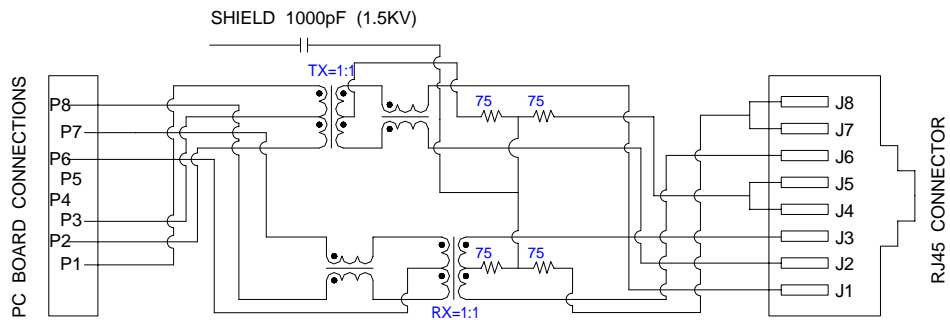 SHIELD 1000pF (1.5KV)
TX=1:1
75 75
PC BOARD CONNECTIONS
P8
P7
P6
P5
P4
P3
P2
P1
75 75
RX=1:1
J8
J7
J6
J5
J4
J3
J2
J1
RJ45 CONNECTOR